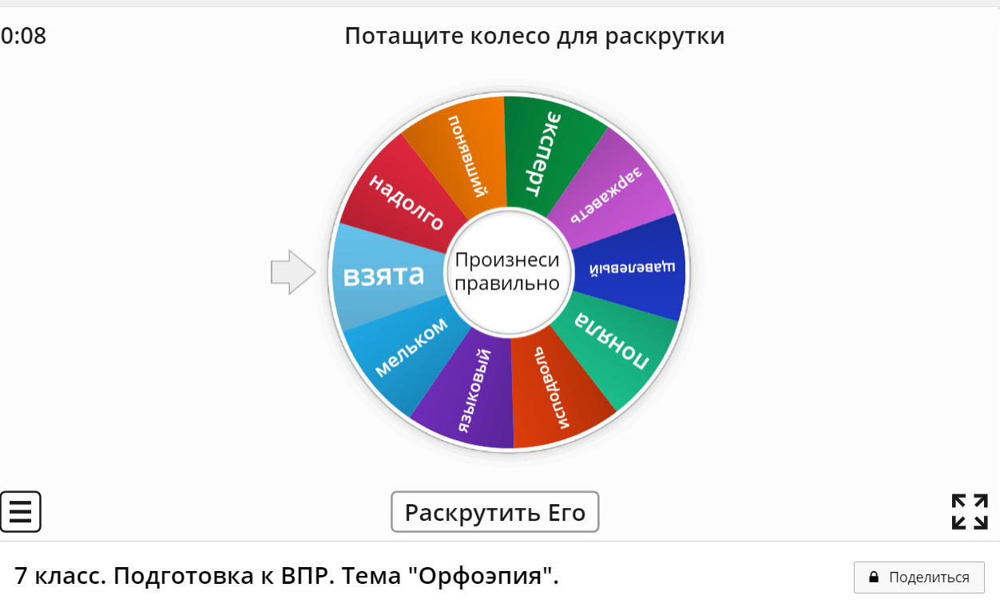 0:08
Потащите колесо для раскрутки
эксперт
заржаветь
щавелевый
поняла
исподволь
языковый
мельком
взята
надолго
понявший
Произнеси
правильно
Раскрутить Его
7 класс. Подготовка к ВПР. Тема "Орфоэпия".
Поделиться